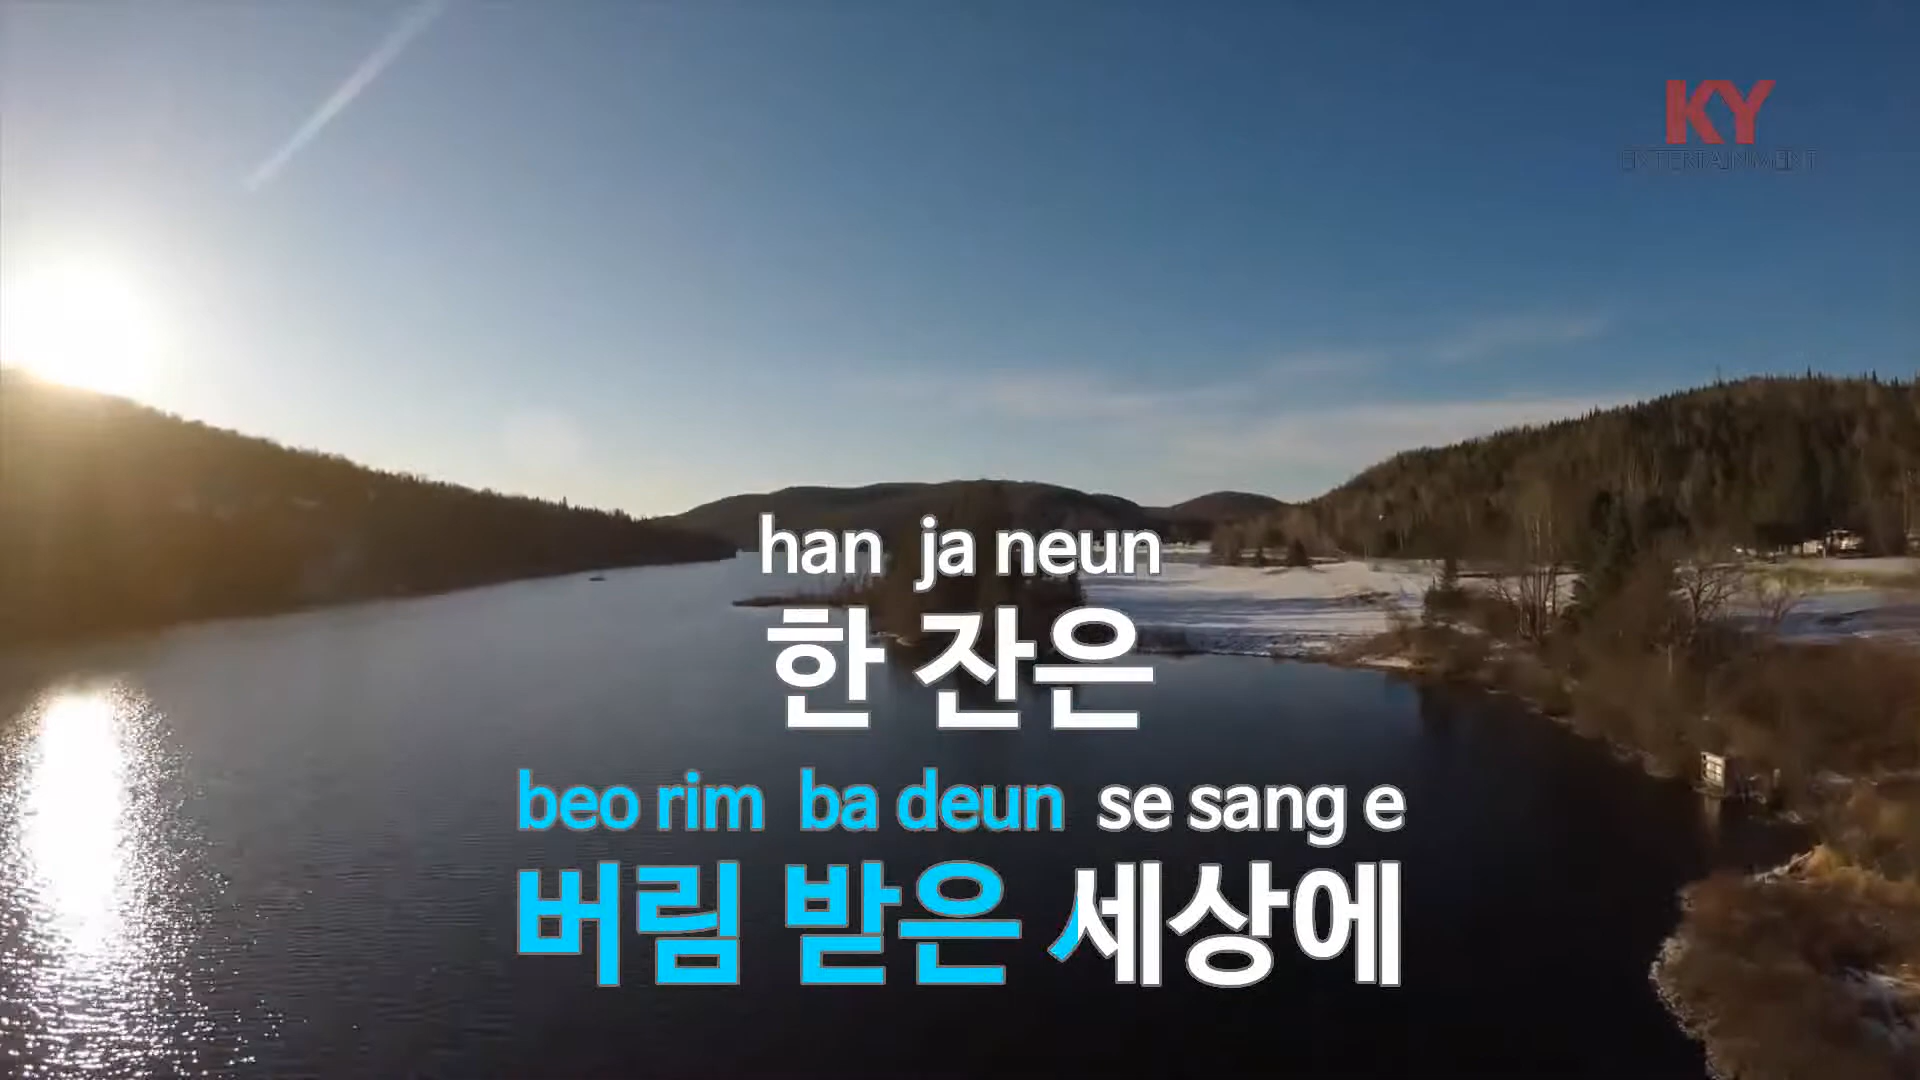 KY
ENTERTAINMENT
han ja neun
한 잔은
beo rim ba deun se sang e
버림 받은 세상에